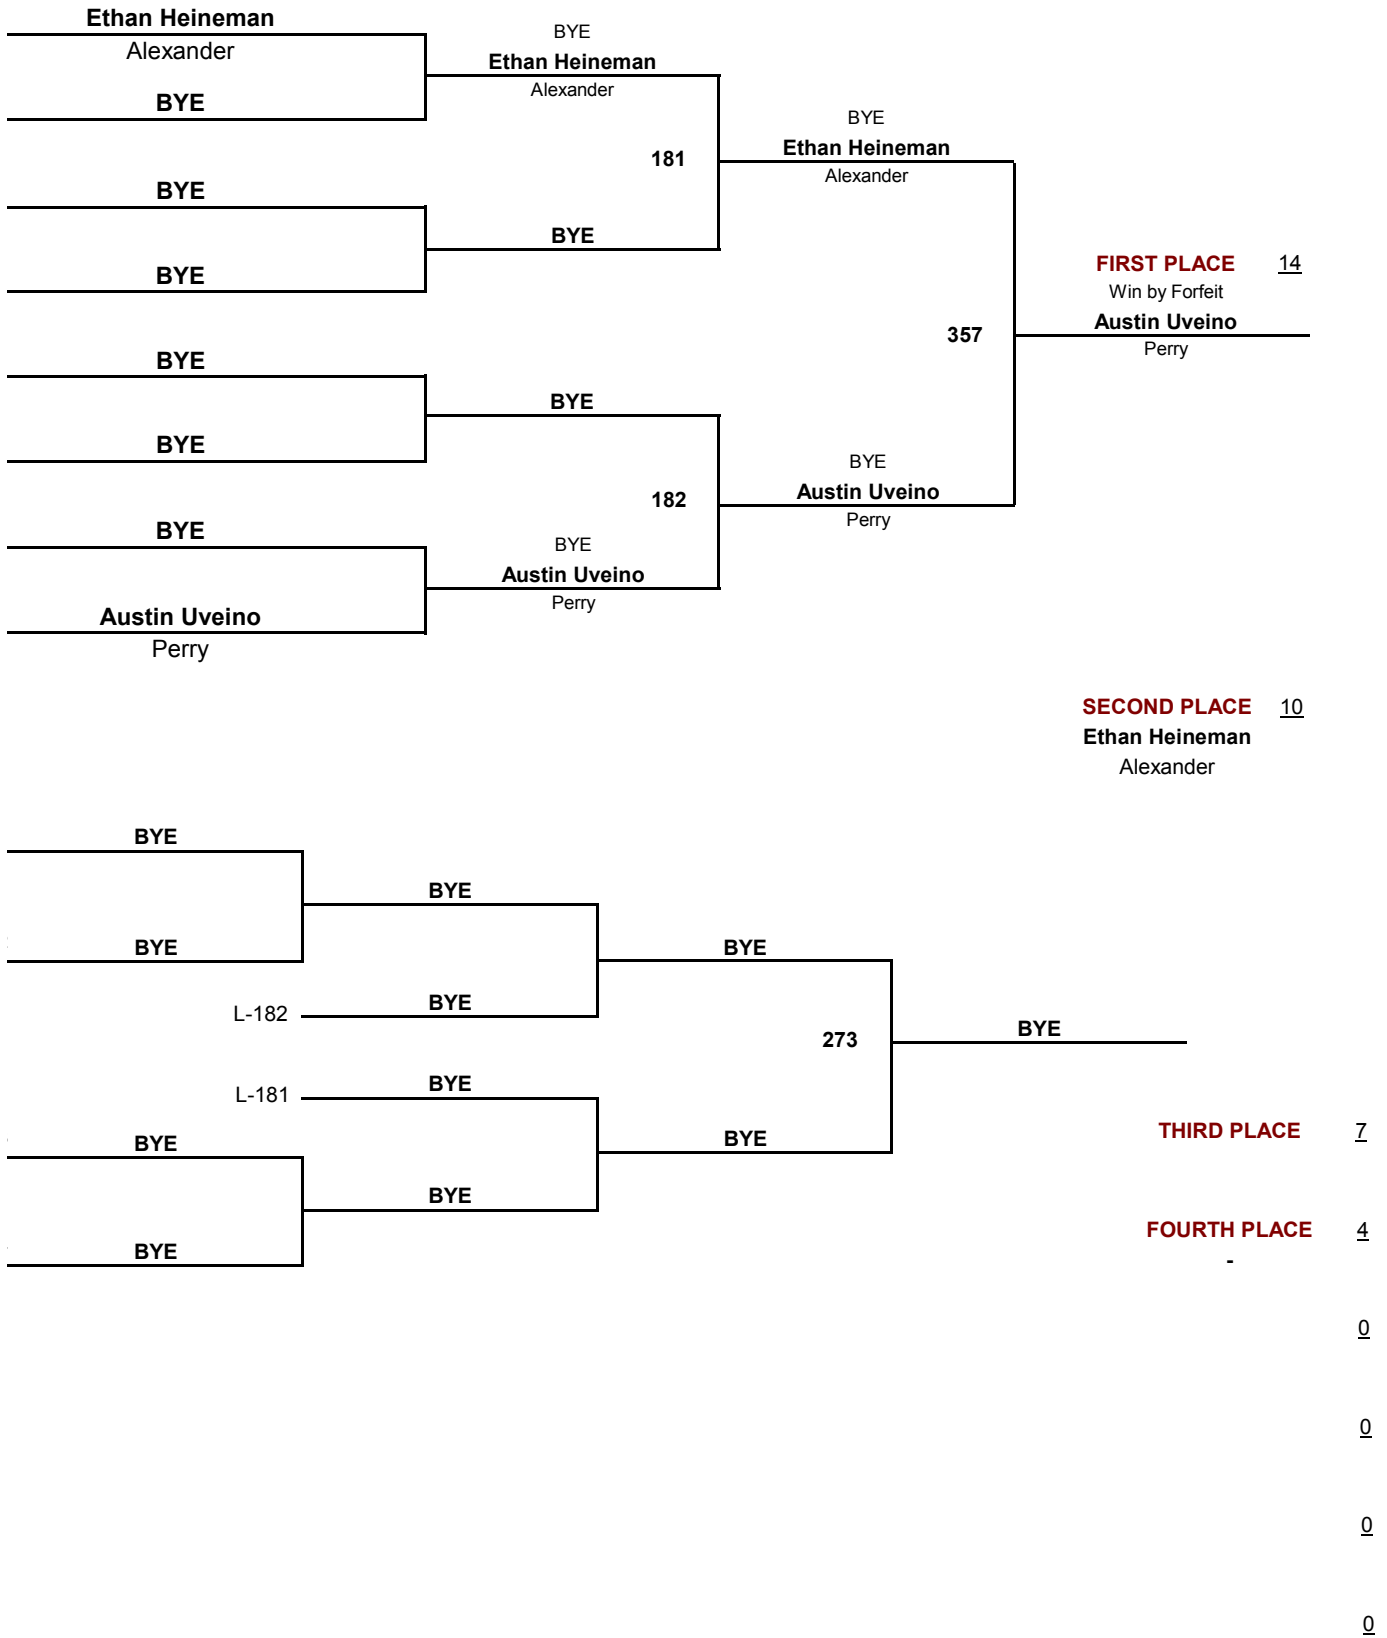 Ethan Heineman
Alexander
BYE
BYE
Ethan Heineman
Alexander
BYE
181
BYE
Ethan Heineman
Alexander
BYE
BYE
BYE
FIRST PLACE 14
Win by Forfeit
Austin Uveino
Perry
357
BYE
BYE
BYE
182
BYE
Austin Uveino
Perry
BYE
BYE
Austin Uveino
Perry
Austin Uveino
Perry
SECOND PLACE 10
Ethan Heineman
Alexander
BYE
BYE
BYE
BYE
L-182
BYE
273
BYE
L-181
BYE
BYE
BYE
THIRD PLACE 7
BYE
FOURTH PLACE 4
-
BYE
0
0
0
0